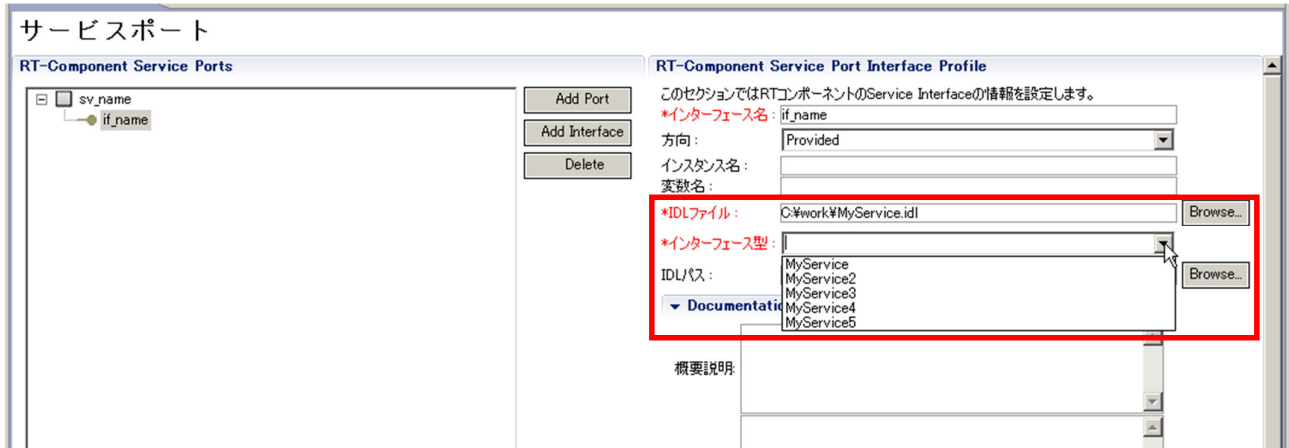 サービスポート
RT-Component Service Ports
sv_name
if_name
Add Port
Add Interface
Delete
RT-Component Service Port Interface Profile
このセクションではRTコンポーネントのService Interfaceの情報を設定します。
*インターフェース名: if_name
方向: Provided
インスタンス名:
変数名:
*IDLファイル: C:¥work¥MyService.idl Browse...
*インターフェース型:
MyService
MyService2
MyService3
MyService4
MyService5
IDLパス: Browse...
Documentatio
概要説明: